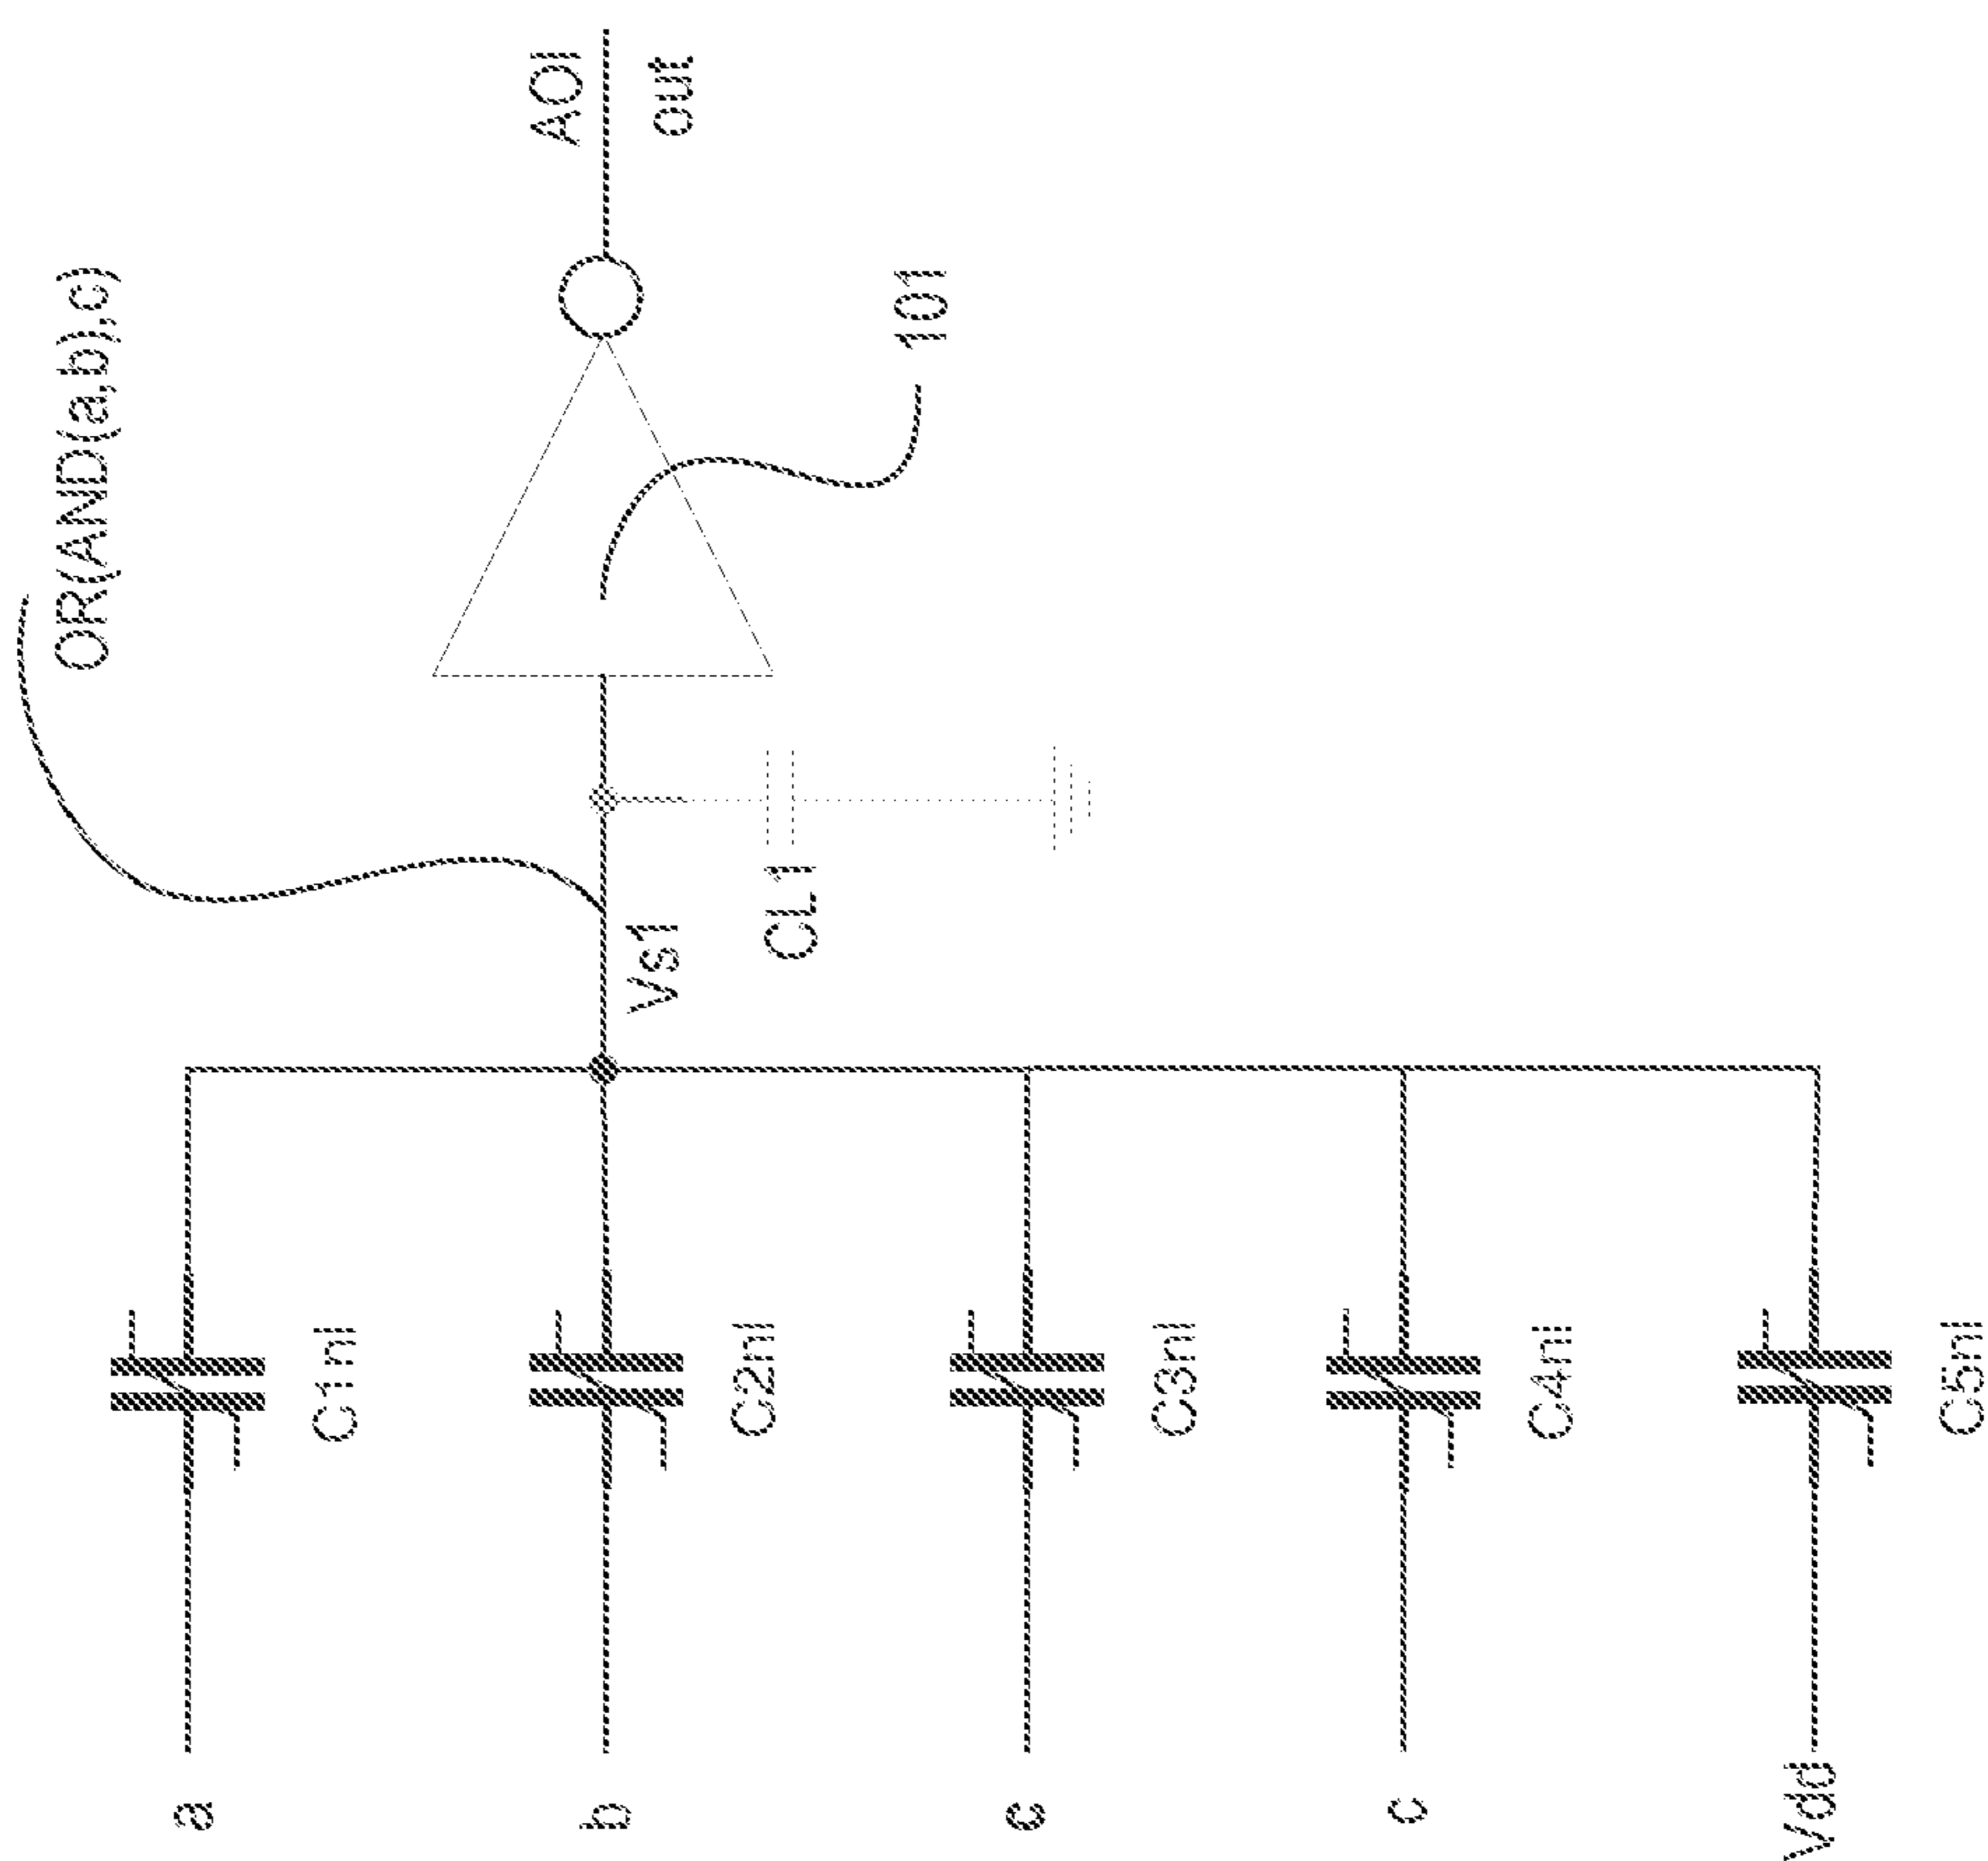 OR(AND(a,b),c)
a
C1nl
AOI
b
Vs1
out
C2nl
CL1
101
c
C3nl
c
C4nl
Vdd
C5nl